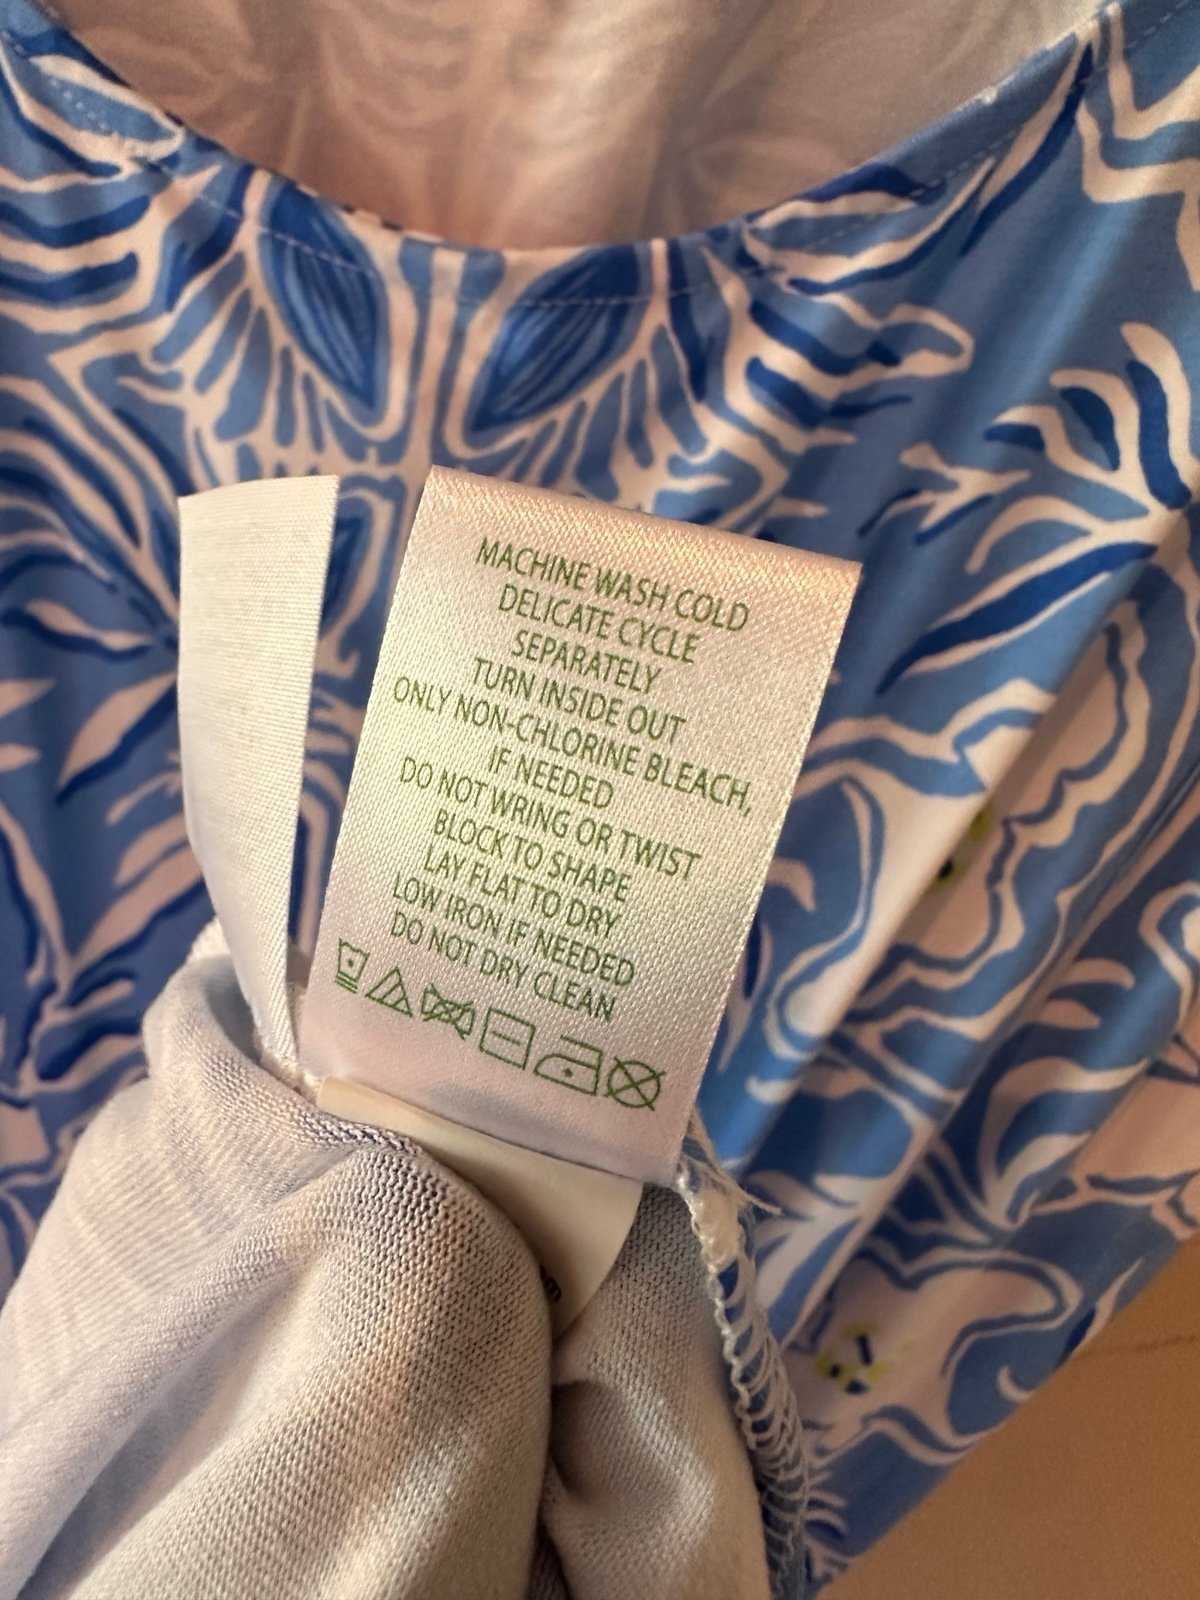 MACHINE WASH COLD
DELICATE CYCLE
SEPARATELY
TURN INSIDE OUT
ONLY NON-CHLORINE BLEACH,
IF NEEDED
DO NOT WRING OR TWIST
BLOCK TO SHAPE
LAY FLAT TO DRY
LOW IRON IF NEEDED
DO NOT DRY CLEAN